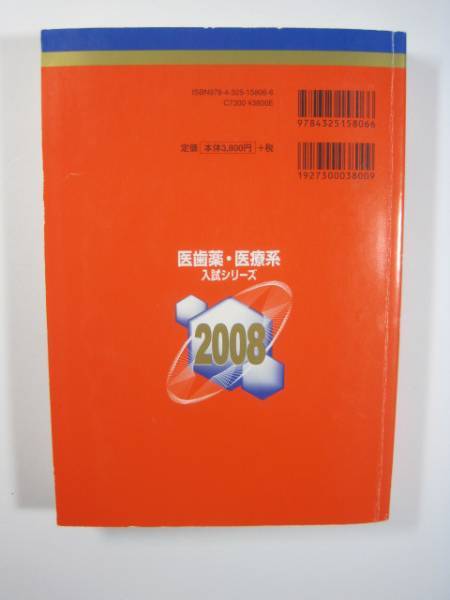 ISBN978-4-325-15806-6
C7300 ¥3800E
定価 本体3,800円 +税
9784325158066
1927300038009
医歯薬・医療系
入試シリーズ
2008